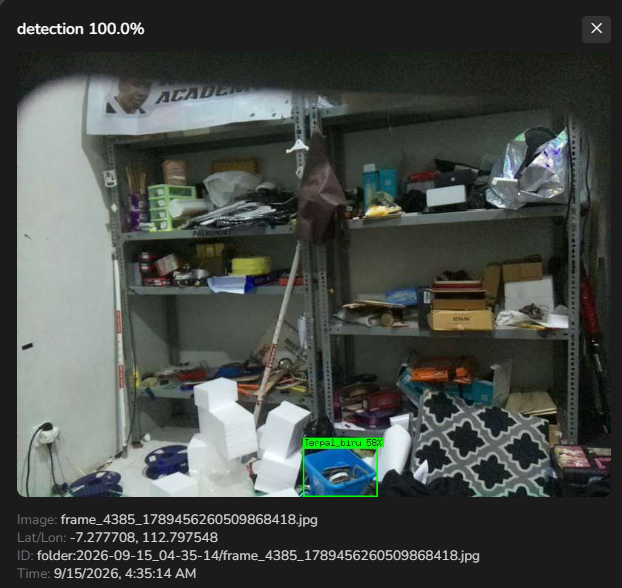 detection 100.0%
ACADEM
Terpal_biru 58%
Image: frame_4385_1789456260509868418.jpg
Lat/Lon: -7.277708, 112.797548
ID: folder:2026-09-15_04-35-14/frame_4385_1789456260509868418.jpg
Time: 9/15/2026, 4:35:14 AM